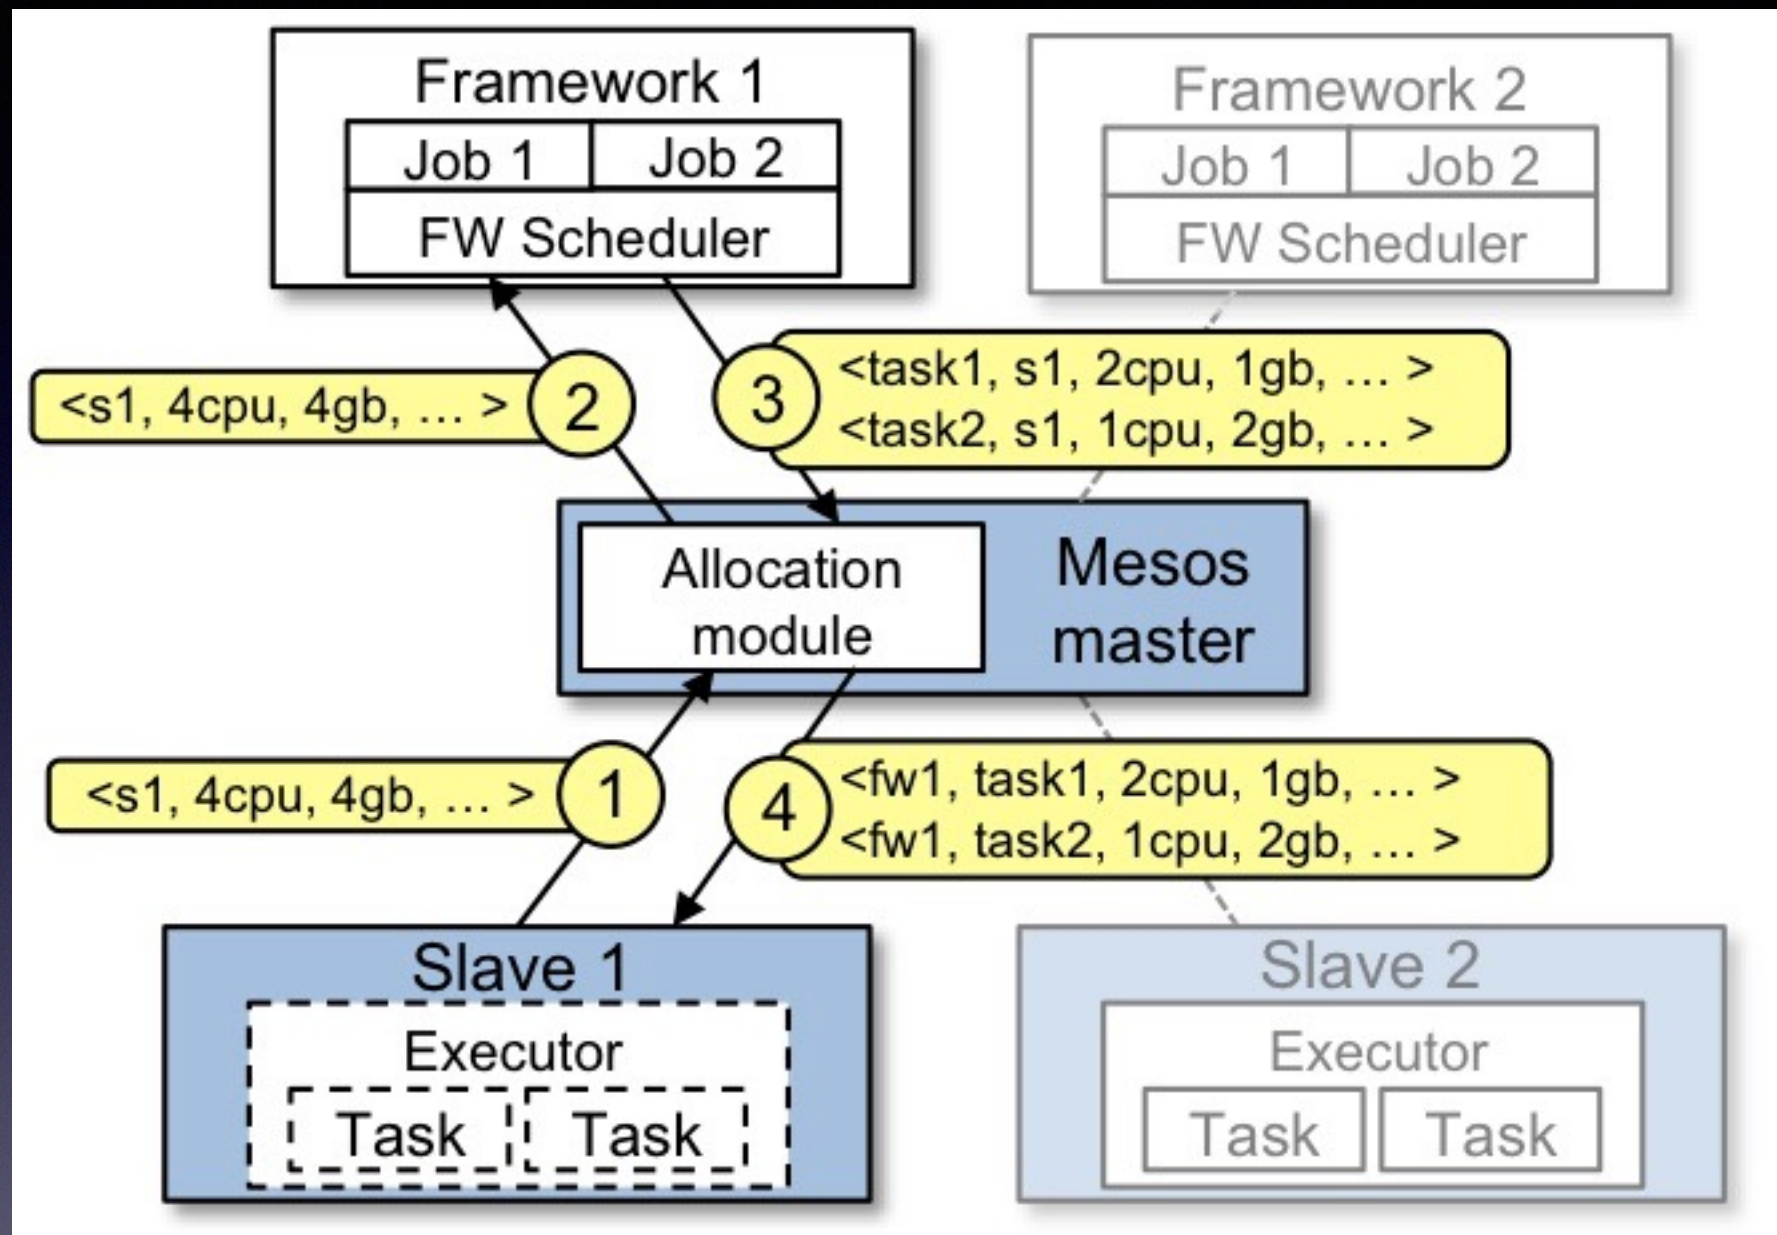 Framework 1
Job 1
Job 2
FW Scheduler
Framework 2
Job 1
Job 2
FW Scheduler
<s1, 4cpu, 4gb, … >
2
3
<task1, s1, 2cpu, 1gb, … >
<task2, s1, 1cpu, 2gb, … >
Allocation
module
Mesos
master
<s1, 4cpu, 4gb, … >
1
4
<fw1, task1, 2cpu, 1gb, … >
<fw1, task2, 1cpu, 2gb, … >
Slave 1
Executor
Task
Task
Slave 2
Executor
Task
Task